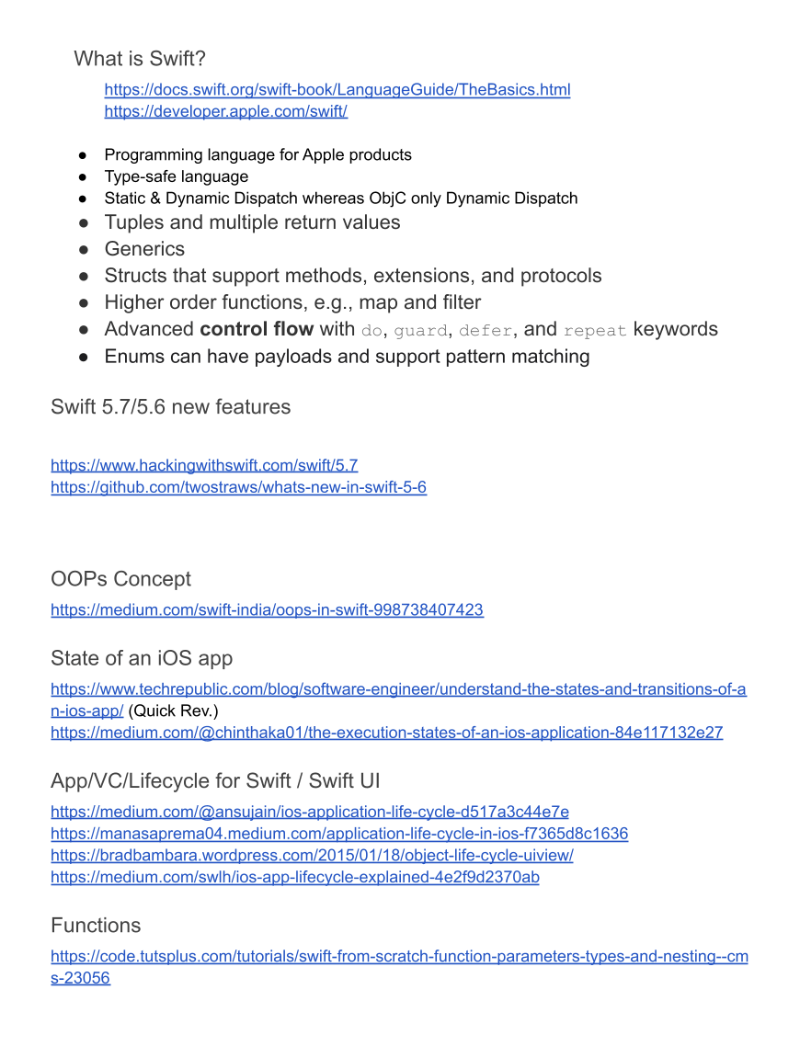 What is Swift?
https://docs.swift.org/swift-book/LanguageGuide/TheBasics.html
https://developer.apple.com/swift/
● Programming language for Apple products
● Type-safe language
● Static & Dynamic Dispatch whereas ObjC only Dynamic Dispatch
● Tuples and multiple return values
● Generics
● Structs that support methods, extensions, and protocols
● Higher order functions, e.g., map and filter
● Advanced control flow with do, guard, defer, and repeat keywords
● Enums can have payloads and support pattern matching
Swift 5.7/5.6 new features
https://www.hackingwithswift.com/swift/5.7
https://github.com/twostraws/whats-new-in-swift-5-6
OOPs Concept
https://medium.com/swift-india/oops-in-swift-998738407423
State of an iOS app
https://www.techrepublic.com/blog/software-engineer/understand-the-states-and-transitions-of-a
n-ios-app/ (Quick Rev.)
https://medium.com/@chinthaka01/the-execution-states-of-an-ios-application-84e117132e27
App/VC/Lifecycle for Swift / Swift UI
https://medium.com/@ansujain/ios-application-life-cycle-d517a3c44e7e
https://manasaprema04.medium.com/application-life-cycle-in-ios-f7365d8c1636
https://bradbambara.wordpress.com/2015/01/18/object-life-cycle-uiview/
https://medium.com/swlh/ios-app-lifecycle-explained-4e2f9d2370ab
Functions
https://code.tutsplus.com/tutorials/swift-from-scratch-function-parameters-types-and-nesting--cm
s-23056